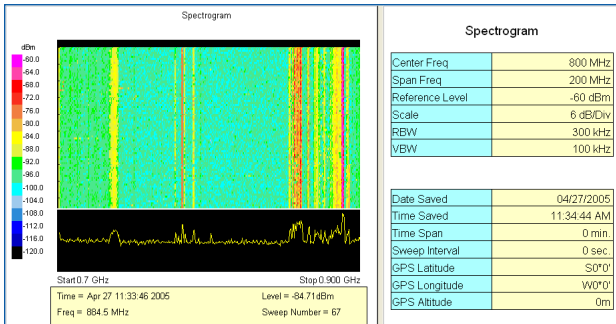 Spectrogram
dBm
-60.0
-64.0
-68.0
-72.0
-76.0
-80.0
-84.0
-88.0
-92.0
-96.0
-100.0
-104.0
-108.0
-112.0
-116.0
-120.0
Start0.7 GHz Stop0.900 GHz
Time = Apr 27 11:33:46 2005 Level = -84.71dBm
Freq = 884.5 MHz Sweep Number = 67
Spectrogram
Center Freq 800 MHz
Span Freq 200 MHz
Reference Level -60 dBm
Scale 6 dB/Div
RBW 300 kHz
VBW 100 kHz
Date Saved 04/27/2005
Time Saved 11:34:44 AM
Time Span 0 min.
Sweep Interval 0 sec.
GPS Latitude S0*0'
GPS Longitude W0*0'
GPS Altitude 0m